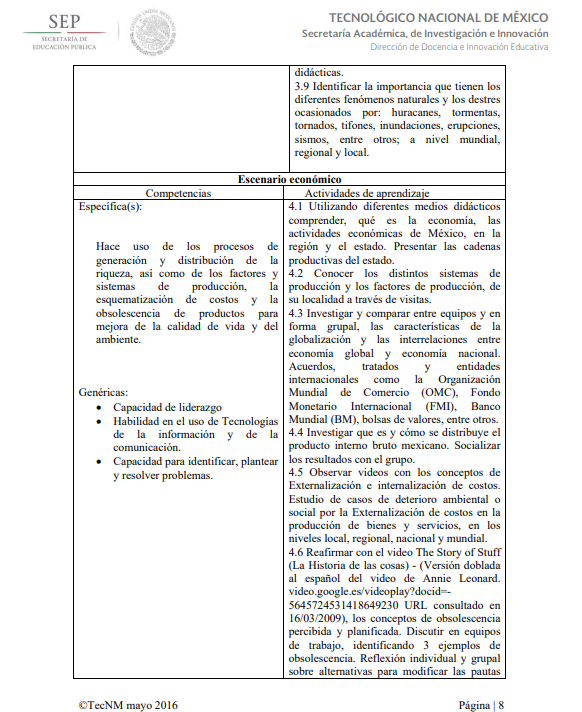 SEP
SECRETARÍA DE
EDUCACIÓN PÚBLICA
TECNOLÓGICO NACIONAL DE MÉXICO
Secretaría Académica, de Investigación e Innovación
Dirección de Docencia e Innovación Educativa
didácticas.
3.9 Identificar la importancia que tienen los
diferentes fenómenos naturales y los destres
ocasionados por: huracanes, tormentas,
tornados, tifones, inundaciones, erupciones,
sismos, entre otros; a nivel mundial,
regional y local.
Escenario económico
Competencias
Actividades de aprendizaje
Específica(s):
Hace uso de los procesos de
generación y distribución de la
riqueza, así como de los factores y
sistemas de producción, la
esquematización de costos y la
obsolescencia de productos para
mejora de la calidad de vida y del
ambiente.
Genéricas:
• Capacidad de liderazgo
• Habilidad en el uso de Tecnologías
de la información y de la
comunicación.
• Capacidad para identificar, plantear
y resolver problemas.
4.1 Utilizando diferentes medios didácticos
comprender, qué es la economía, las
actividades económicas de México, en la
región y el estado. Presentar las cadenas
productivas del estado.
4.2 Conocer los distintos sistemas de
producción y los factores de producción, de
su localidad a través de visitas.
4.3 Investigar y comparar entre equipos y en
forma grupal, las características de la
globalización y las interrelaciones entre
economía global y economía nacional.
Acuerdos, tratados y entidades
internacionales como la Organización
Mundial de Comercio (OMC), Fondo
Monetario Internacional (FMI), Banco
Mundial (BM), bolsas de valores, entre otros.
4.4 Investigar que es y cómo se distribuye el
producto interno bruto mexicano. Socializar
los resultados con el grupo.
4.5 Observar videos con los conceptos de
Externalización e internalización de costos.
Estudio de casos de deterioro ambiental o
social por la Externalización de costos en la
producción de bienes y servicios, en los
niveles local, regional, nacional y mundial.
4.6 Reafirmar con el video The Story of Stuff
(La Historia de las cosas) - (Versión doblada
al español del video de Annie Leonard.
video.google.es/videoplay?docid=-
5645724531418649230 URL consultado en
16/03/2009), los conceptos de obsolescencia
percibida y planificada. Discutir en equipos
de trabajo, identificando 3 ejemplos de
obsolescencia. Reflexión individual y grupal
sobre alternativas para modificar las pautas
©TecNM mayo 2016
Página | 8